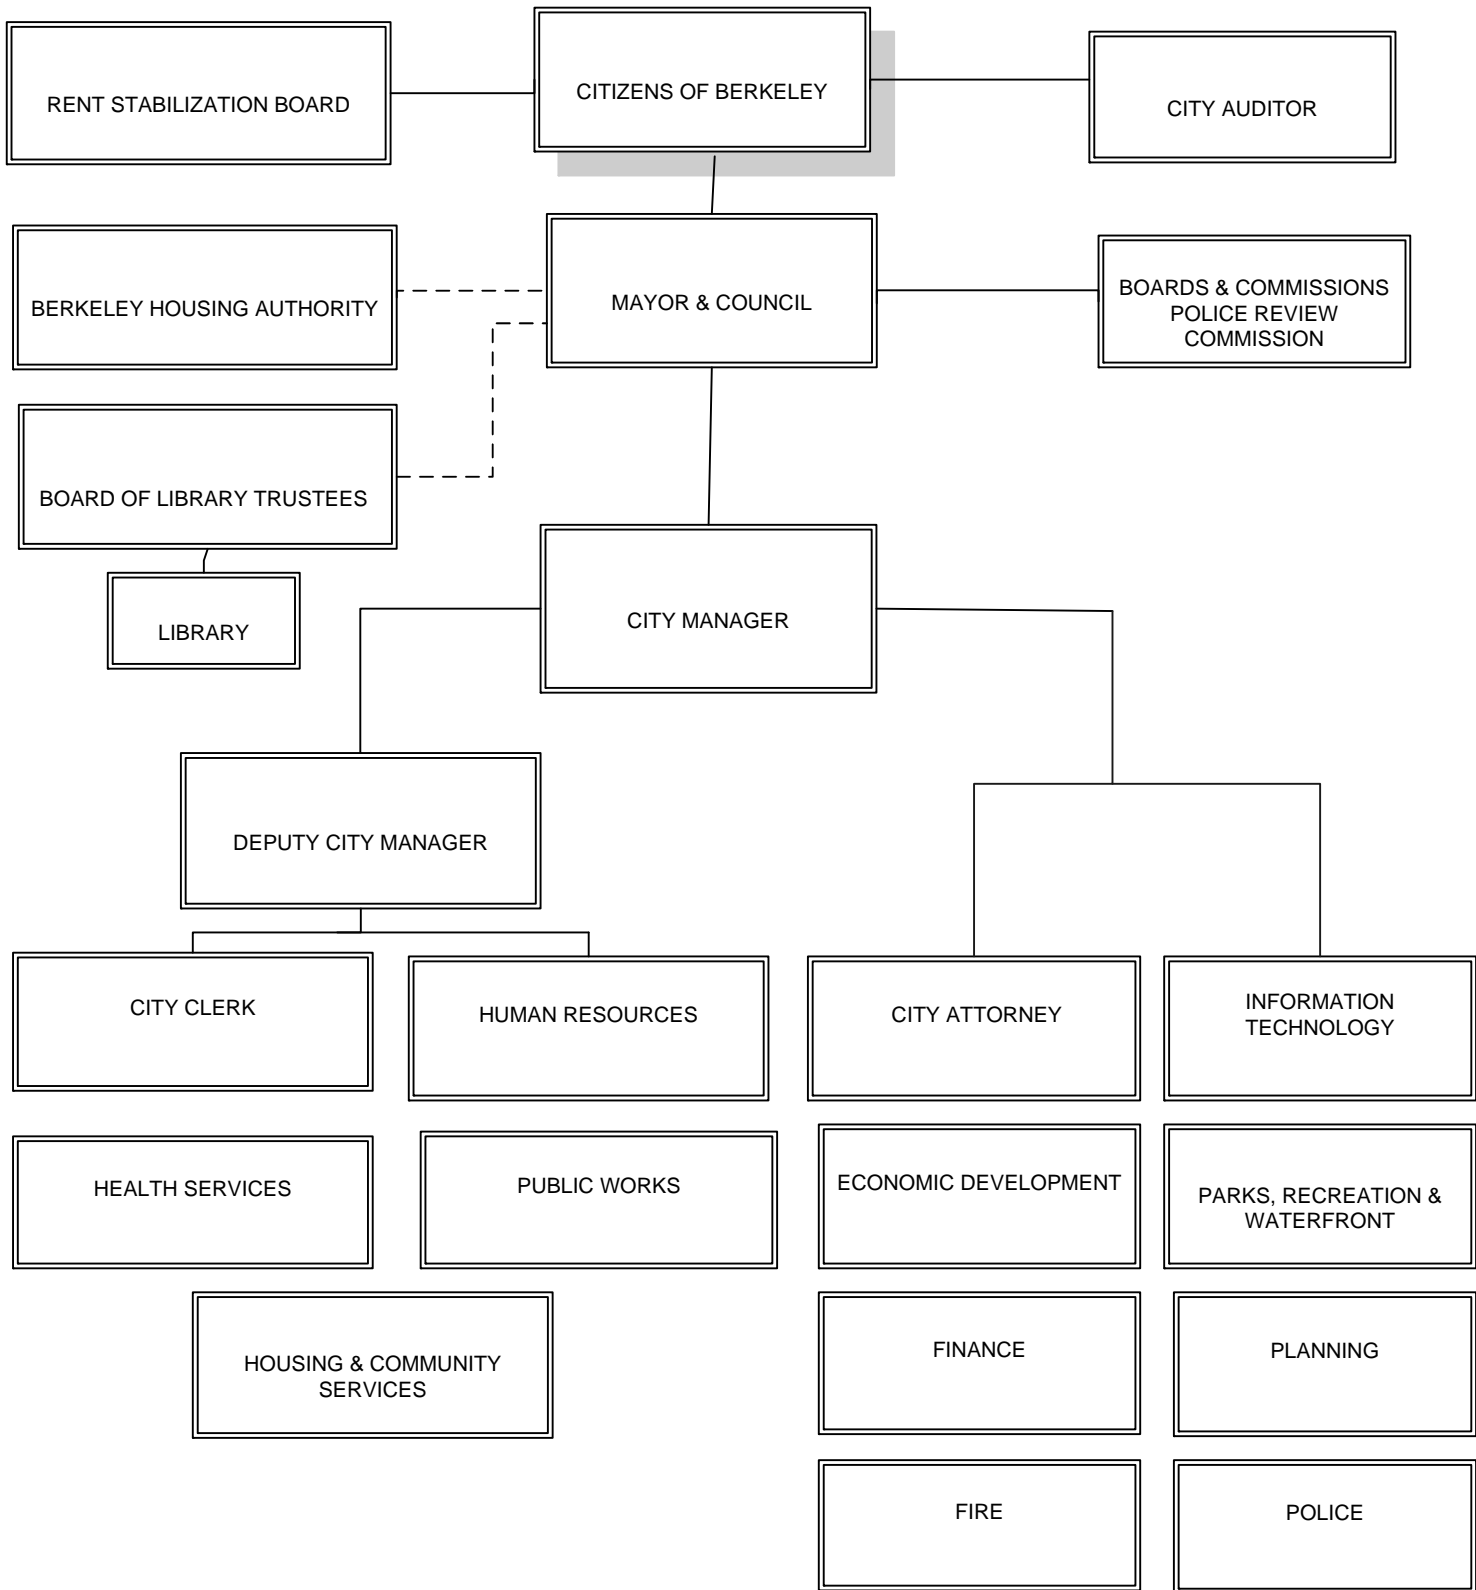 RENT STABILIZATION BOARD
CITIZENS OF BERKELEY
CITY AUDITOR
BERKELEY HOUSING AUTHORITY
MAYOR & COUNCIL
BOARDS & COMMISSIONS
POLICE REVIEW
COMMISSION
BOARD OF LIBRARY TRUSTEES
LIBRARY
CITY MANAGER
DEPUTY CITY MANAGER
CITY CLERK
HUMAN RESOURCES
CITY ATTORNEY
INFORMATION
TECHNOLOGY
HEALTH SERVICES
PUBLIC WORKS
ECONOMIC DEVELOPMENT
PARKS, RECREATION &
WATERFRONT
HOUSING & COMMUNITY
SERVICES
FINANCE
PLANNING
FIRE
POLICE